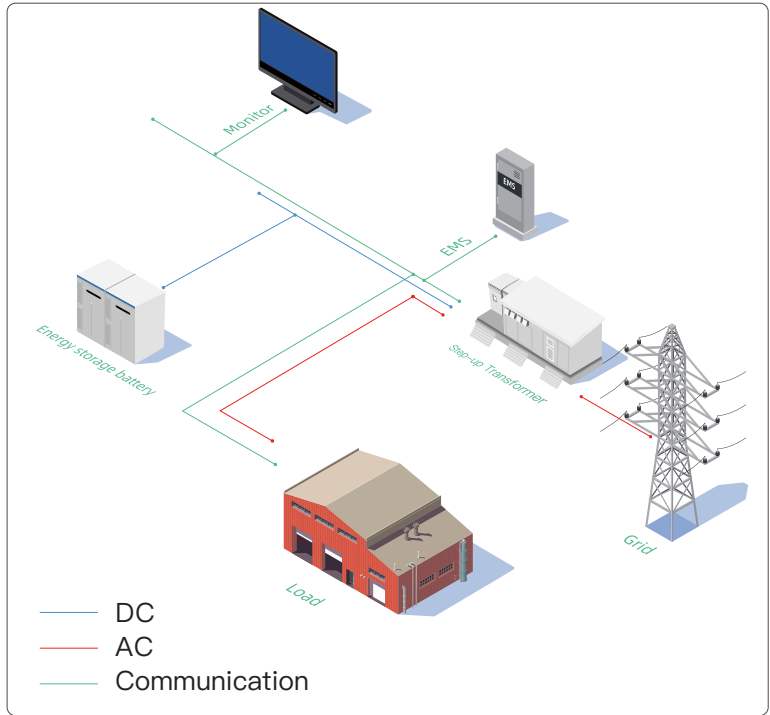 Monitor
EMS
EMS
Energy storage battery
Step-up Transformer
Grid
Load
DC
AC
Communication